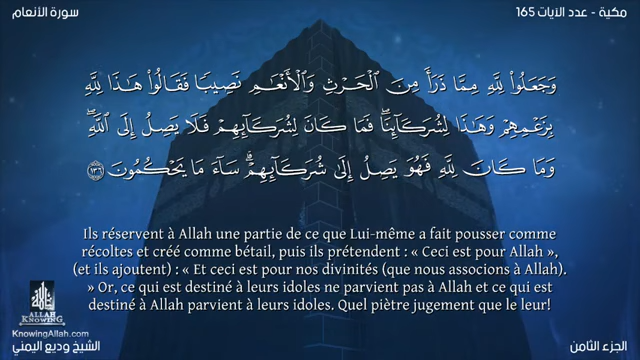 سورة الأنعام
مكية - عدد الآيات 165
وَجَعَلُوا۟ لِلَّهِ مِمَّا ذَرَأَ مِنَ ٱلْحَرْثِ وَٱلْأَنْعَـٰمِ نَصِيبًا فَقَالُوا۟ هَـٰذَا لِلَّهِ
بِزَعْمِهِمْ وَهَـٰذَا لِشُرَكَآئِنَا ۖ فَمَا كَانَ لِشُرَكَآئِهِمْ فَلَا يَصِلُ إِلَى ٱللَّهِ ۖ
وَمَا كَانَ لِلَّهِ فَهُوَ يَصِلُ إِلَىٰ شُرَكَآئِهِمْ ۗ سَآءَ مَا يَحْكُمُونَ ١٣٦
Ils réservent à Allah une partie de ce que Lui-même a fait pousser comme
récoltes et créé comme bétail, puis ils prétendent : « Ceci est pour Allah »,
(et ils ajoutent) : « Et ceci est pour nos divinités (que nous associons à Allah).
» Or, ce qui est destiné à leurs idoles ne parvient pas à Allah et ce qui est
destiné à Allah parvient à leurs idoles. Quel piètre jugement que le leur!
ALLAH
KNOWING
KnowingAllah.com
الشيخ وديع اليمني
الجزء الثامن